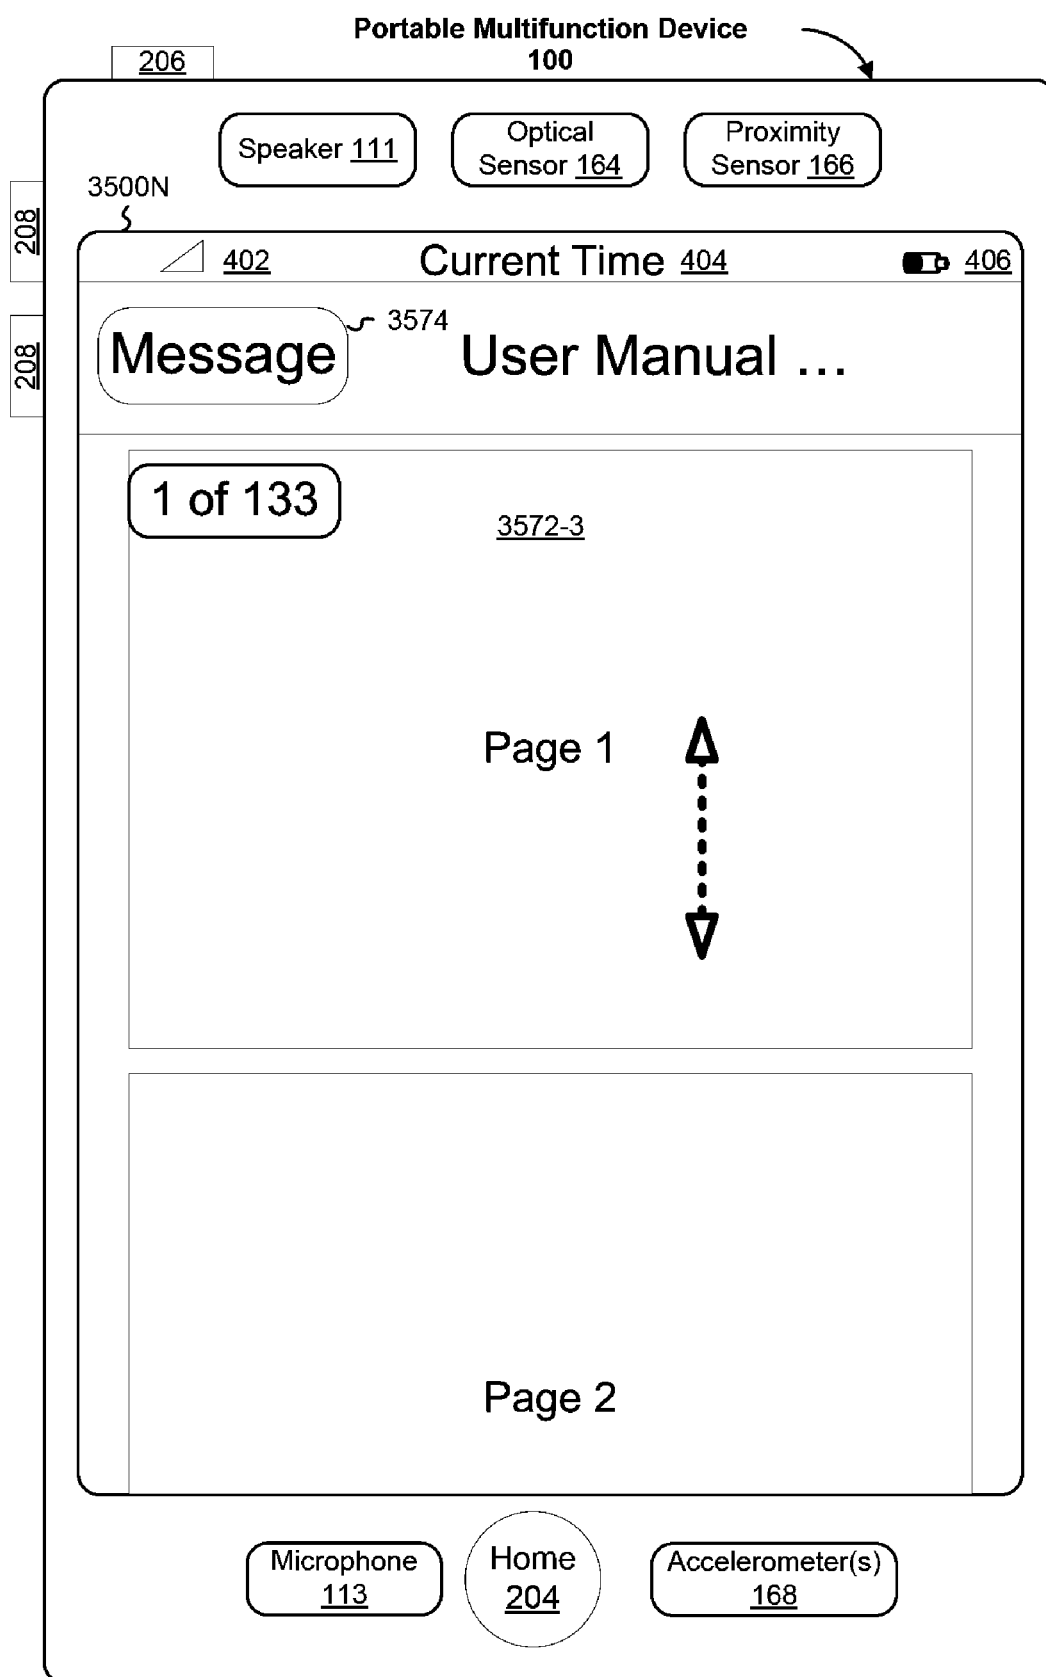 Portable Multifunction Device
100
206
Speaker 111
Optical
Sensor 164
Proximity
Sensor 166
3500N
208
208
402
Current Time 404
406
Message
3574
User Manual ...
1 of 133
3572-3
Page 1
Page 2
Microphone
113
Home
204
Accelerometer(s)
168